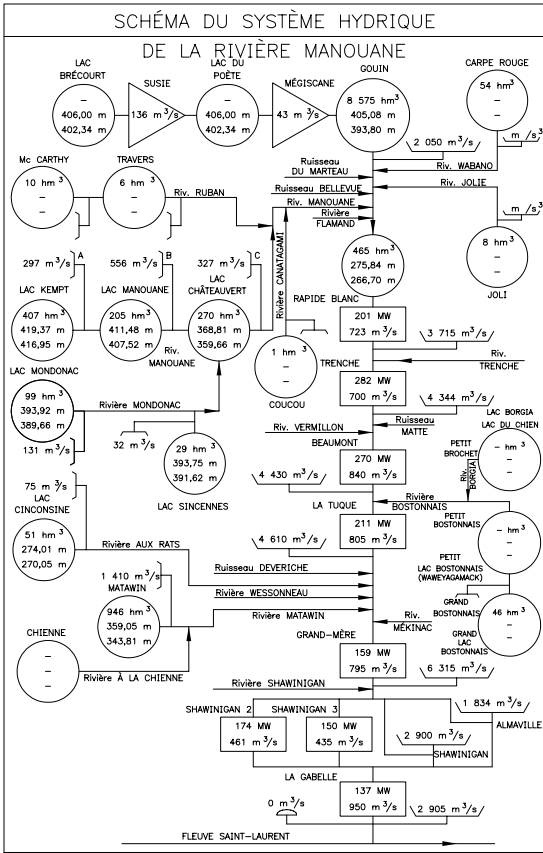 SCHÉMA DU SYSTÈME HYDRIQUE
DE LA RIVIÈRE MANOUANE
LAC
BRÉCOURT
–
406,00 m
402,34 m
SUSIE
136 m³/s
LAC DU
POÈTE
–
406,00 m
402,34 m
MÉGISCANE
43 m³/s
GOUIN
8 575 hm³
405,08 m
393,80 m
CARPE ROUGE
54 hm³
–
–
2 050 m³/s
m³/s
Riv. WABANO
Ruisseau
DU MARTEAU
Ruisseau BELLEVUE
Riv. JOLIE
Riv. MANOUANE
Rivière
FLAMAND
m³/s
8 hm³
–
–
JOLI
Mc CARTHY
10 hm³
–
–
TRAVERS
6 hm³
–
–
Riv. RUBAN
297 m³/s
A
556 m³/s
B
327 m³/s
C
LAC KEMPT
407 hm³
419,37 m
416,95 m
LAC MANOUANE
205 hm³
411,48 m
407,52 m
Riv.
MANOUANE
LAC
CHÂTEAUVERT
270 hm³
368,81 m
359,66 m
Rivière CANATAGAMI
1 hm³
–
–
COUCOU
465 hm³
275,84 m
266,70 m
RAPIDE BLANC
201 MW
723 m³/s
3 715 m³/s
Riv.
TRENCHE
TRENCHE
282 MW
700 m³/s
4 344 m³/s
Riv. VERMILLON
Ruisseau
MATTE
LAC MONDONAC
99 hm³
393,92 m
389,66 m
131 m³/s
Rivière MONDONAC
32 m³/s
29 hm³
393,75 m
391,62 m
LAC SINCENNES
BEAUMONT
270 MW
840 m³/s
4 430 m³/s
LAC BORGIA
LAC DU CHIEN
PETIT
BROCHET
– hm³
–
–
Riv.
BORGIA
Rivière
BOSTONNAIS
LA TUQUE
211 MW
805 m³/s
4 610 m³/s
PETIT
BOSTONNAIS
– hm³
–
–
PETIT
LAC BOSTONNAIS
(WAWEYAGAMACK)
GRAND
BOSTONNAIS
46 hm³
–
–
GRAND
LAC
BOSTONNAIS
75 m³/s
LAC
CINCONSINE
51 hm³
274,01 m
270,05 m
Rivière AUX RATS
Ruisseau DEVERICHE
Rivière WESSONNEAU
1 410 m³/s
MATAWIN
946 hm³
359,05 m
343,81 m
Rivière MATAWIN
Riv.
MÉKINAC
CHIENNE
–
–
–
Rivière À LA CHIENNE
GRAND-MÈRE
159 MW
795 m³/s
6 315 m³/s
Rivière SHAWINIGAN
SHAWINIGAN 2
174 MW
461 m³/s
SHAWINIGAN 3
150 MW
435 m³/s
2 900 m³/s
SHAWINIGAN
1 834 m³/s
ALMAVILLE
LA GABELLE
137 MW
950 m³/s
0 m³/s
2 905 m³/s
FLEUVE SAINT-LAURENT